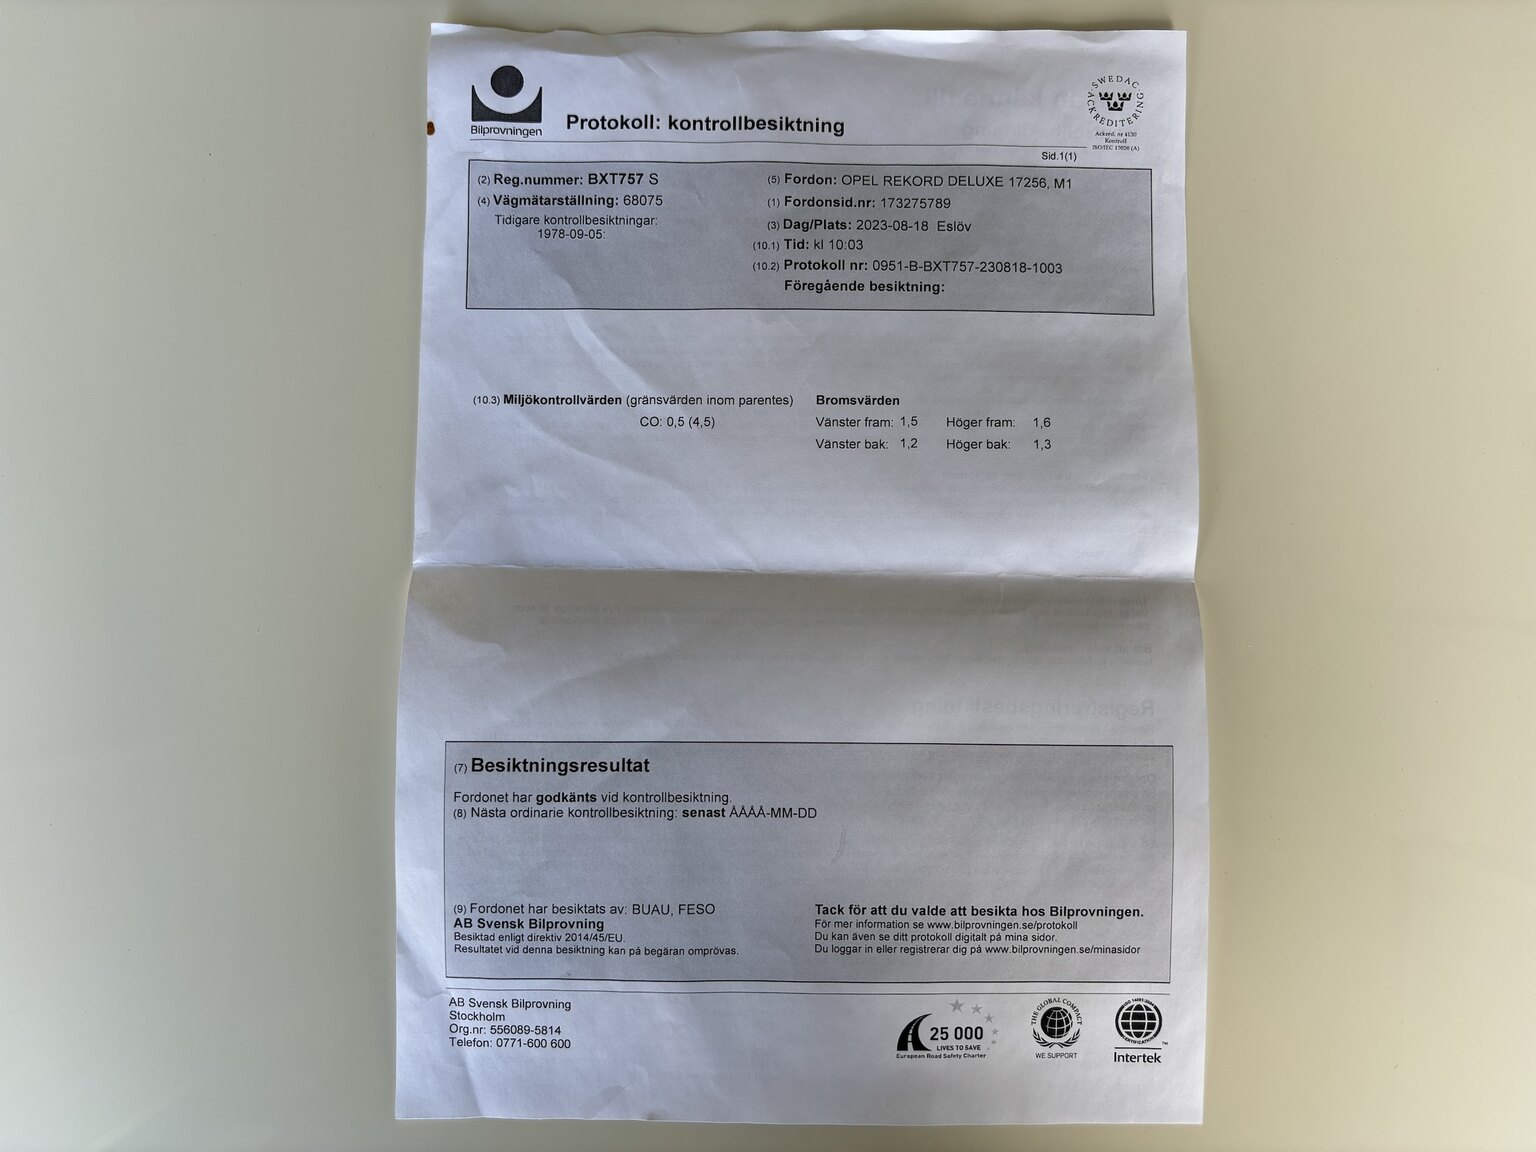 Bilprovningen
Protokoll: kontrollbesiktning
SWEDAC ACKREDITERING
Ackred. nr 4130
Kontroll
ISO/IEC 17020 (A)
Sid.1(1)
(2) Reg.nummer: BXT757 S
(4) Vägmätarställning: 68075
Tidigare kontrollbesiktningar:
1978-09-05:
(5) Fordon: OPEL REKORD DELUXE 17256, M1
(1) Fordonsid.nr: 173275789
(3) Dag/Plats: 2023-08-18 Eslöv
(10.1) Tid: kl 10:03
(10.2) Protokoll nr: 0951-B-BXT757-230818-1003
Föregående besiktning:
(10.3) Miljökontrollvärden (gränsvärden inom parentes)
CO: 0,5 (4,5)
Bromsvärden
Vänster fram: 1,5 Höger fram: 1,6
Vänster bak: 1,2 Höger bak: 1,3
Registreringsbesiktning
(7) Besiktningsresultat
Fordonet har godkänts vid kontrollbesiktning.
(8) Nästa ordinarie kontrollbesiktning: senast ÅÅÅÅ-MM-DD
(9) Fordonet har besiktats av: BUAU, FESO
AB Svensk Bilprovning
Besiktad enligt direktiv 2014/45/EU.
Resultatet vid denna besiktning kan på begäran omprövas.
Tack för att du valde att besikta hos Bilprovningen.
För mer information se www.bilprovningen.se/protokoll
Du kan även se ditt protokoll digitalt på mina sidor.
Du loggar in eller registrerar dig på www.bilprovningen.se/minasidor
AB Svensk Bilprovning
Stockholm
Org.nr: 556089-5814
Telefon: 0771-600 600
25 000
LIVES TO SAVE
European Road Safety Charter
THE GLOBAL COMPACT
WE SUPPORT
Intertek